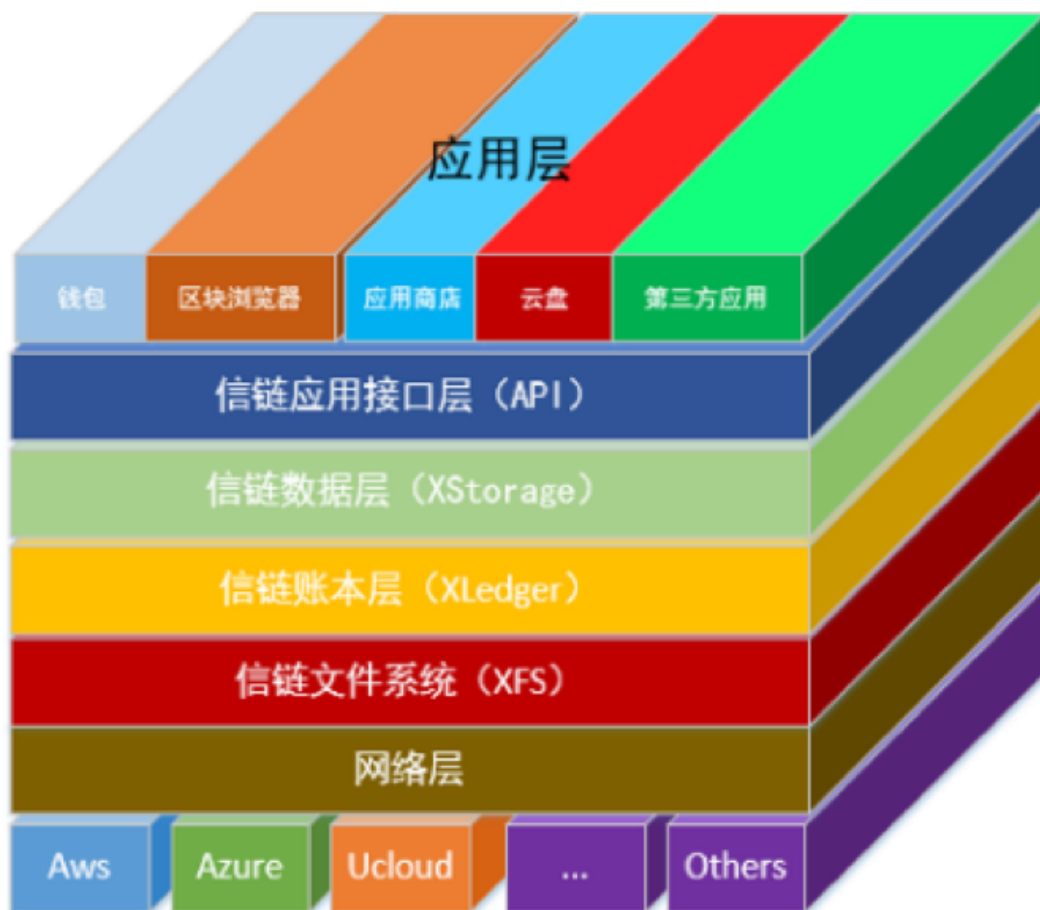 应用层
钱包 区块浏览器 应用商店 云盘 第三方应用
信链应用接口层（API）
信链数据层（XStorage）
信链账本层（XLedger）
信链文件系统（XFS）
网络层
Aws Azure Ucloud ... Others